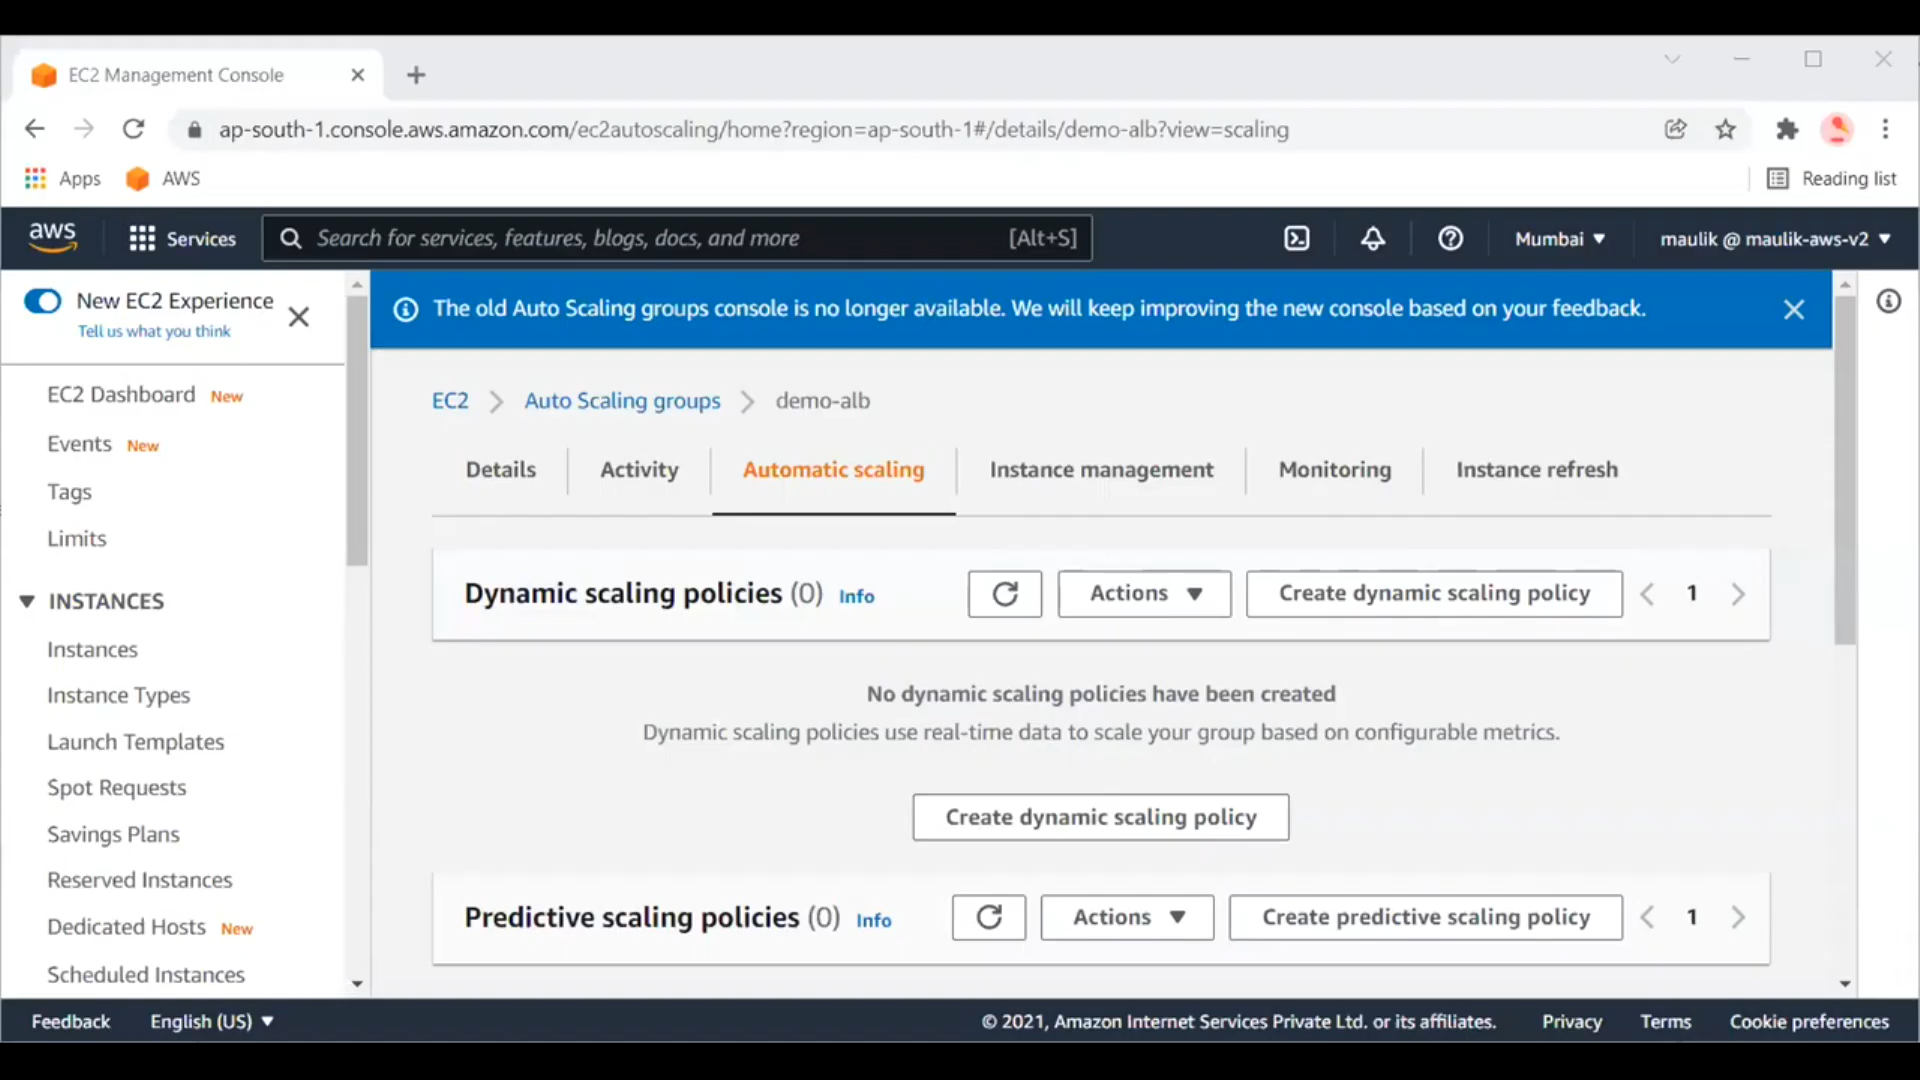 EC2 Management Console
ap-south-1.console.aws.amazon.com/ec2autoscaling/home?region=ap-south-1#/details/demo-alb?view=scaling
Apps AWS Reading list
aws Services Search for services, features, blogs, docs, and more [Alt+S] Mumbai ▼ maulik @ maulik-aws-v2 ▼
New EC2 Experience
Tell us what you think
EC2 Dashboard New
Events New
Tags
Limits
▼ INSTANCES
Instances
Instance Types
Launch Templates
Spot Requests
Savings Plans
Reserved Instances
Dedicated Hosts New
Scheduled Instances
The old Auto Scaling groups console is no longer available. We will keep improving the new console based on your feedback.
EC2 > Auto Scaling groups > demo-alb
Details Activity Automatic scaling Instance management Monitoring Instance refresh
Dynamic scaling policies (0) Info Actions ▼ Create dynamic scaling policy < 1 >
No dynamic scaling policies have been created
Dynamic scaling policies use real-time data to scale your group based on configurable metrics.
Create dynamic scaling policy
Predictive scaling policies (0) Info Actions ▼ Create predictive scaling policy < 1 >
Feedback English (US) ▼ © 2021, Amazon Internet Services Private Ltd. or its affiliates. Privacy Terms Cookie preferences